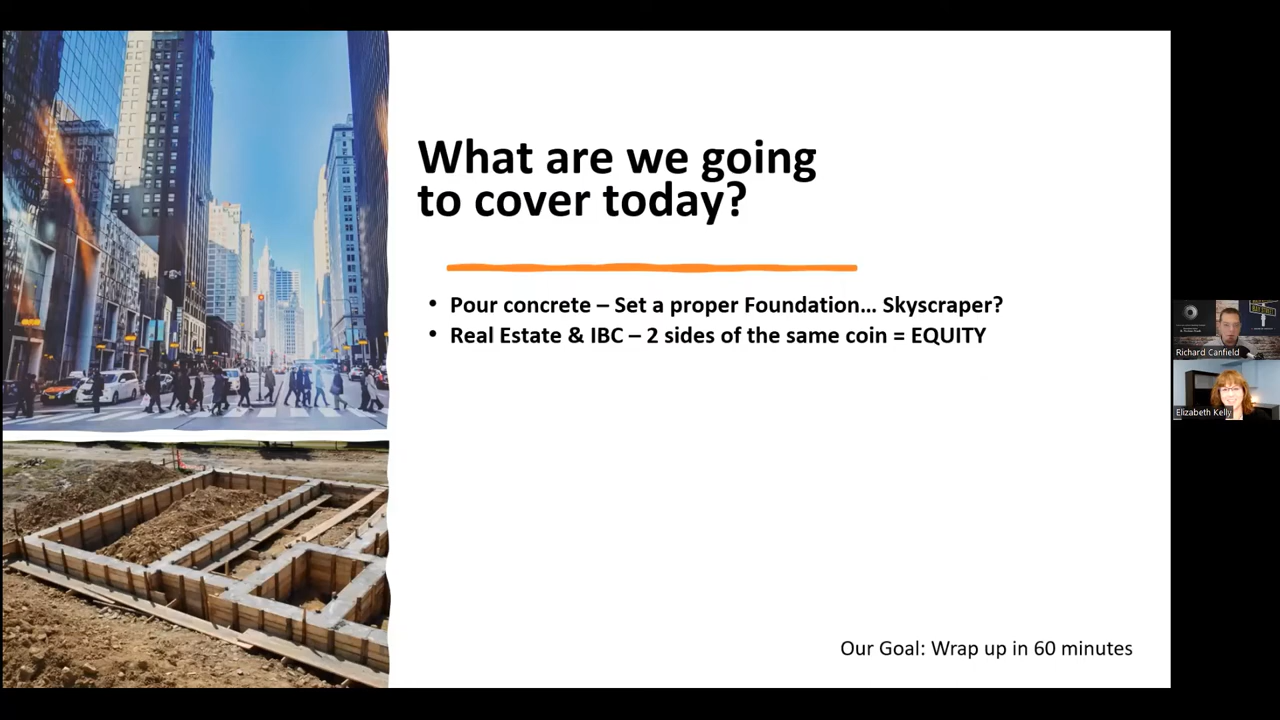 What are we going
to cover today?
• Pour concrete – Set a proper Foundation... Skyscraper?
• Real Estate & IBC – 2 sides of the same coin = EQUITY
Our Goal: Wrap up in 60 minutes
Richard Canfield
Elizabeth Kelly